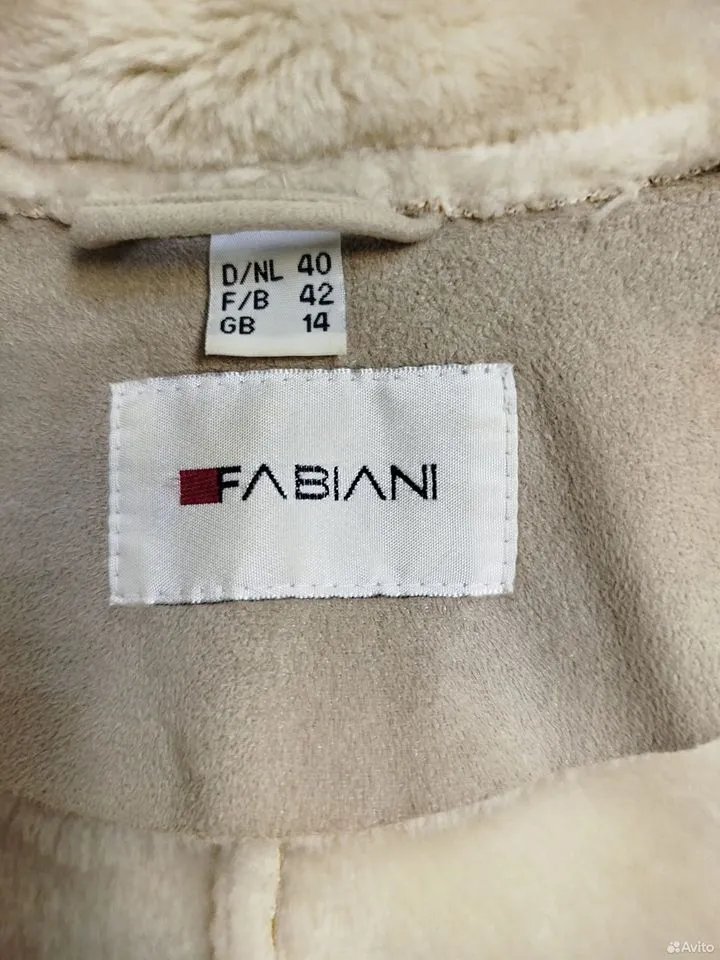 D/NL 40
F/B 42
GB 14
FABIANI
Avito